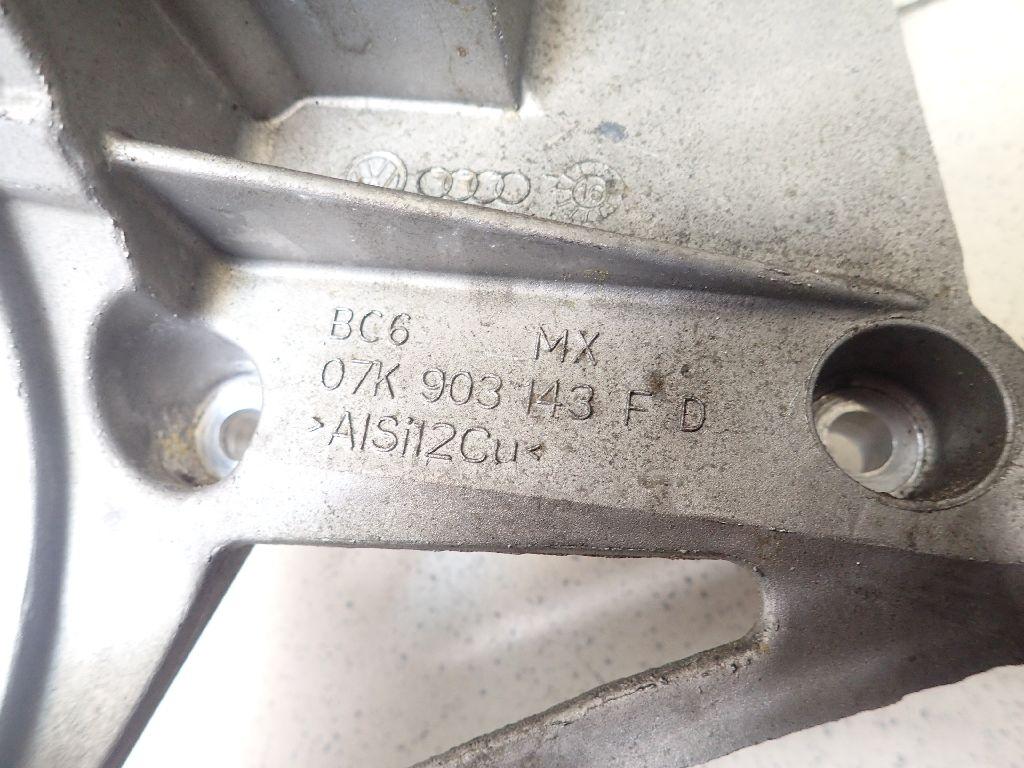 BC6 MX
07K 903 143 F D
>AlSi12Cu<